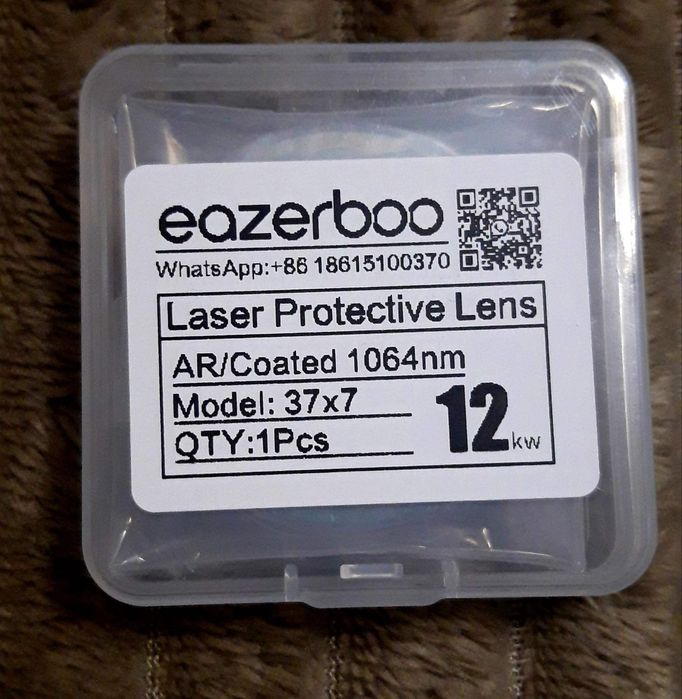 eazerboo
WhatsApp:+86 18615100370
Laser Protective Lens
AR/Coated 1064nm
Model: 37x7
QTY:1Pcs
12kw